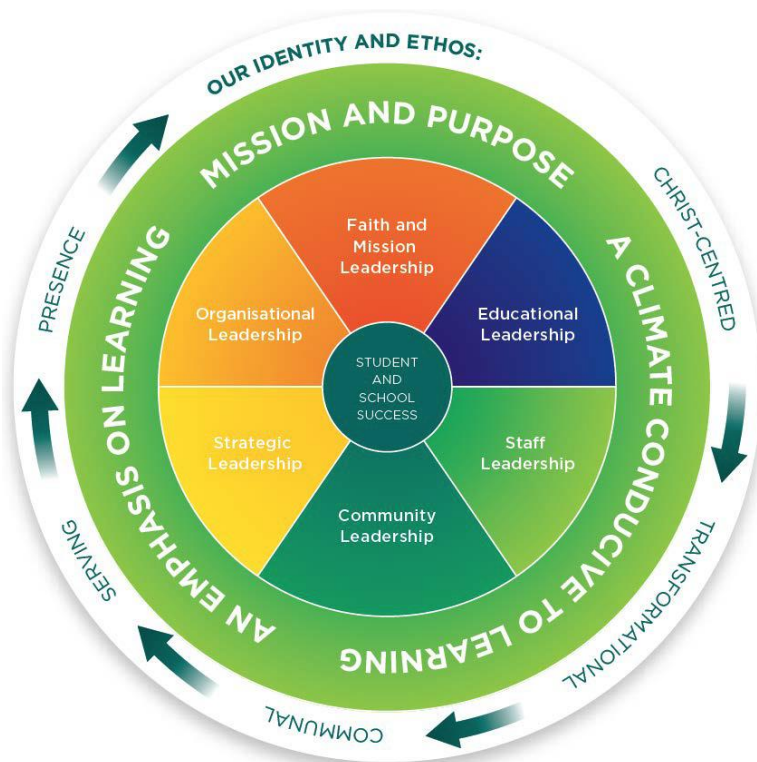 OUR IDENTITY AND ETHOS:
CHRIST-CENTRED
TRANSFORMATIONAL
COMMUNAL
SERVING
PRESENCE
MISSION AND PURPOSE
A CLIMATE CONDUCIVE TO LEARNING
AN EMPHASIS ON LEARNING
Faith and
Mission
Leadership
Educational
Leadership
Staff
Leadership
Community
Leadership
Strategic
Leadership
Organisational
Leadership
STUDENT
AND
SCHOOL
SUCCESS